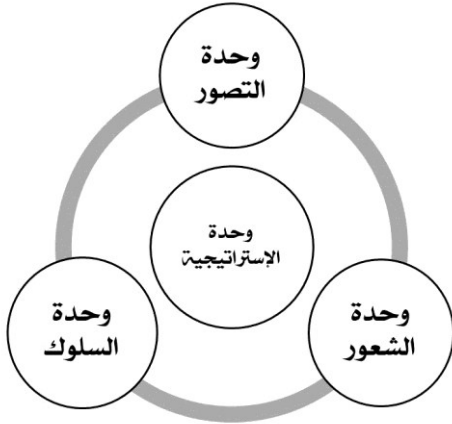 وحدة
التصور
وحدة
الإستراتيجية
وحدة
الشعور
وحدة
السلوك